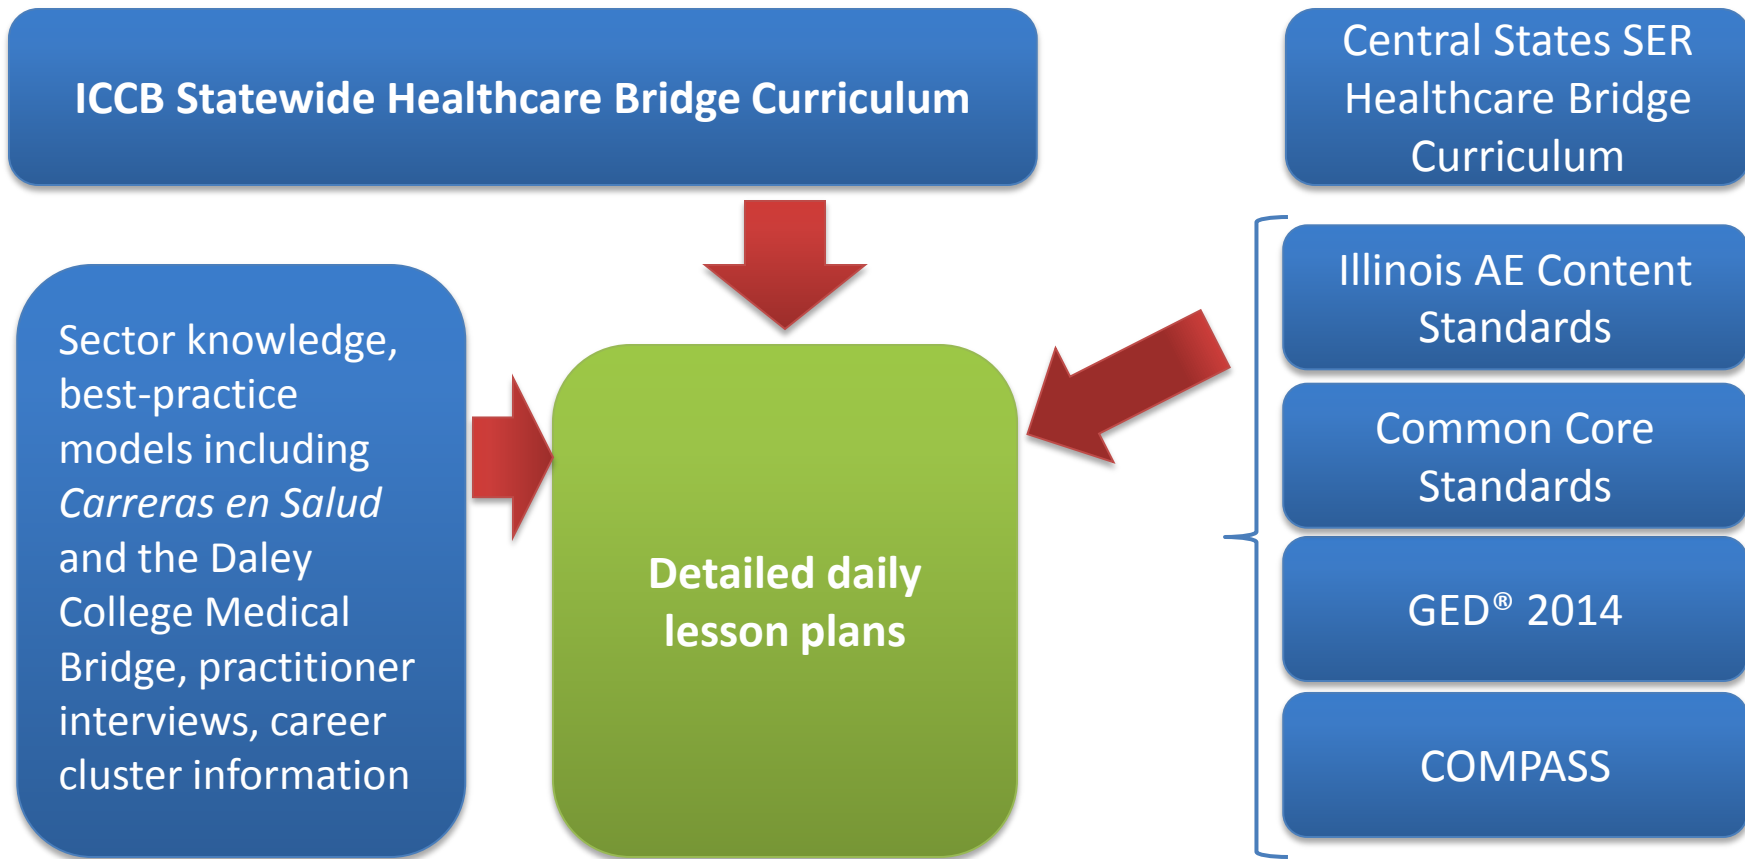 ICCB Statewide Healthcare Bridge Curriculum
Central States SER
Healthcare Bridge
Curriculum
Sector knowledge,
best-practice
models including
Carreras en Salud
and the Daley
College Medical
Bridge, practitioner
interviews, career
cluster information
Detailed daily
lesson plans
Illinois AE Content
Standards
Common Core
Standards
GED® 2014
COMPASS